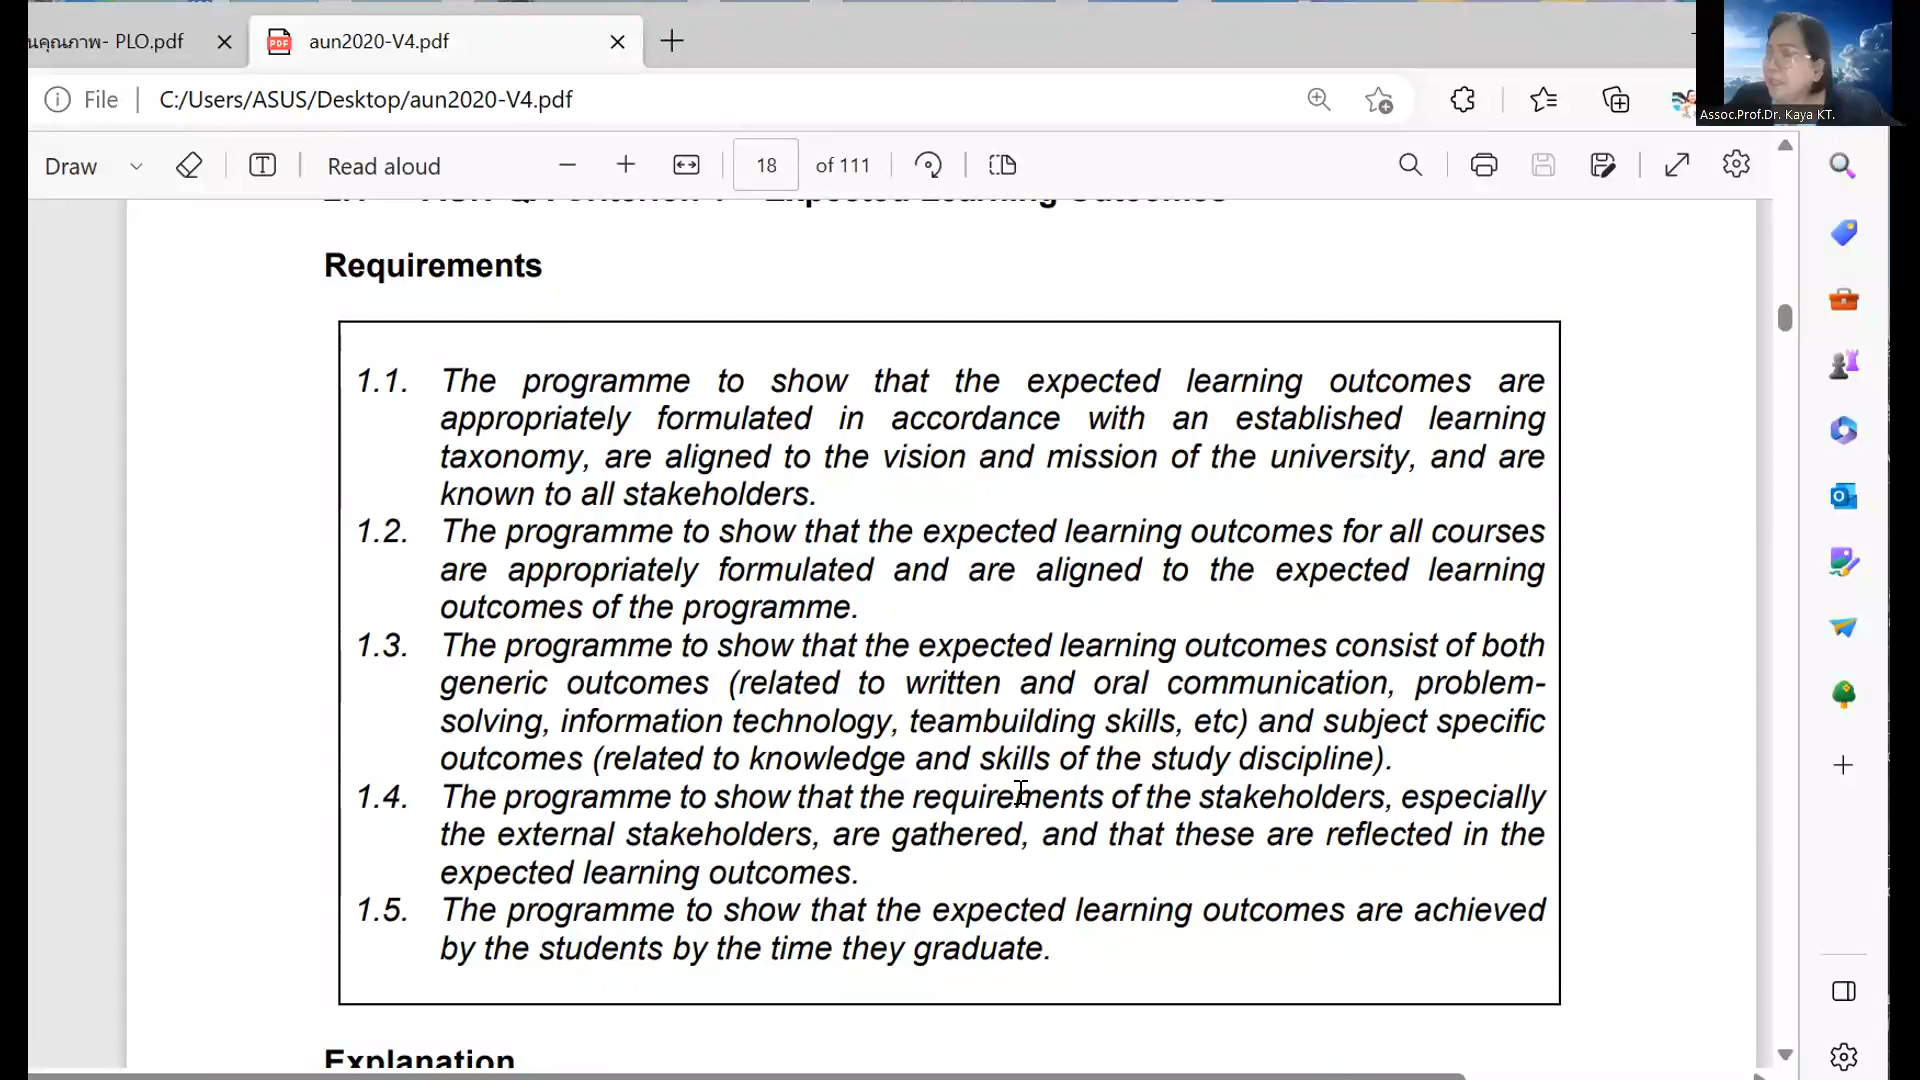 นคุณภาพ- PLO.pdf
aun2020-V4.pdf
File
C:/Users/ASUS/Desktop/aun2020-V4.pdf
Assoc.Prof.Dr. Kaya KT.
Draw
Read aloud
18
of 111
Expected Learning Outcomes
Requirements
1.1. The programme to show that the expected learning outcomes are
appropriately formulated in accordance with an established learning
taxonomy, are aligned to the vision and mission of the university, and are
known to all stakeholders.
1.2. The programme to show that the expected learning outcomes for all courses
are appropriately formulated and are aligned to the expected learning
outcomes of the programme.
1.3. The programme to show that the expected learning outcomes consist of both
generic outcomes (related to written and oral communication, problem-
solving, information technology, teambuilding skills, etc) and subject specific
outcomes (related to knowledge and skills of the study discipline).
1.4. The programme to show that the requirements of the stakeholders, especially
the external stakeholders, are gathered, and that these are reflected in the
expected learning outcomes.
1.5. The programme to show that the expected learning outcomes are achieved
by the students by the time they graduate.
Explanation